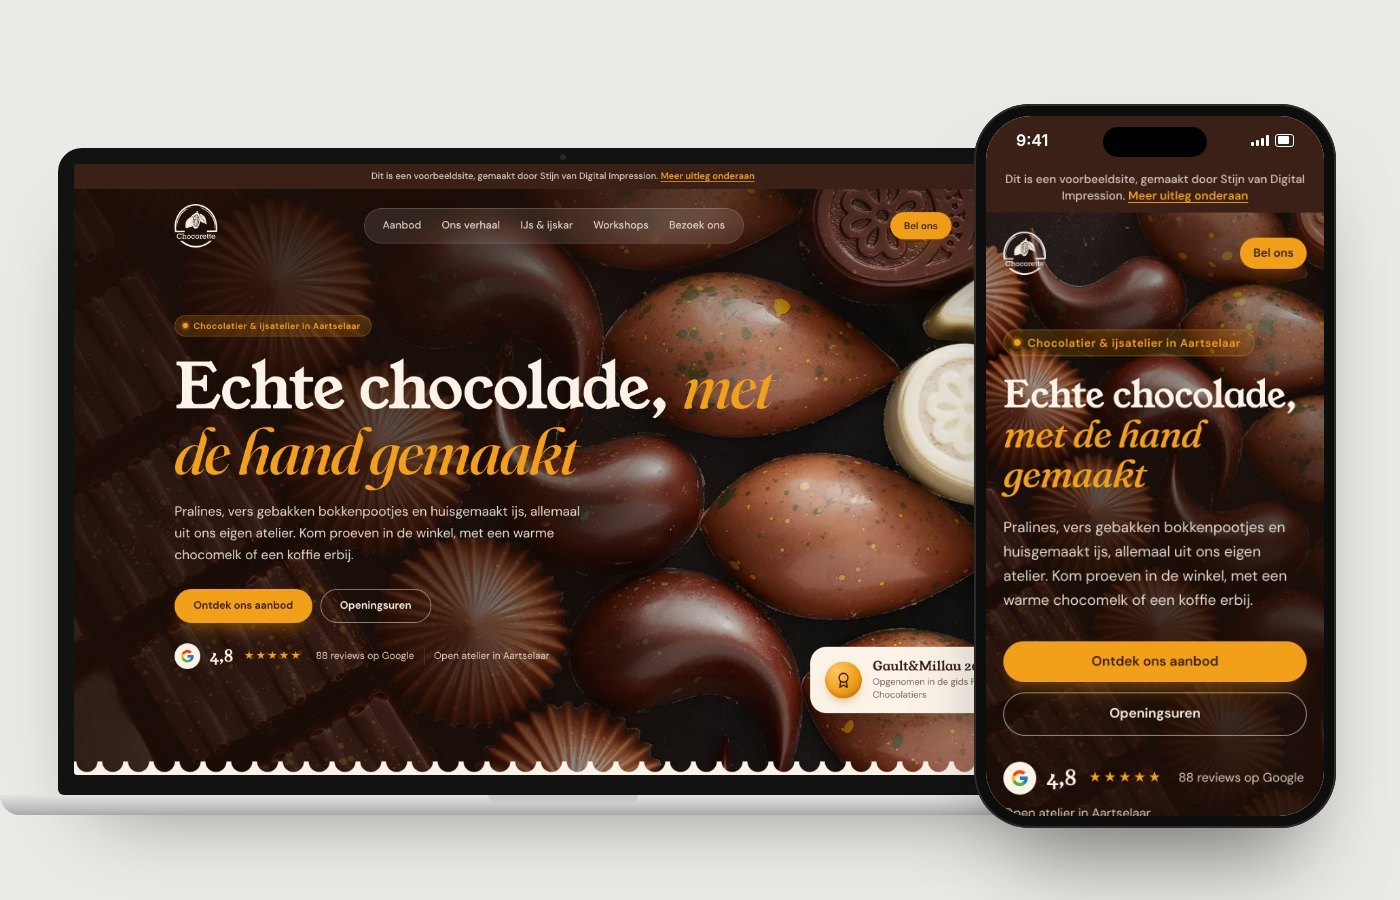 Dit is een voorbeeldsite, gemaakt door Stijn van Digital Impression. Meer uitleg onderaan
Chocorette
Aanbod
Ons verhaal
IJs & ijskar
Workshops
Bezoek ons
Bel ons
Chocolatier & ijsatelier in Aartselaar
Echte chocolade, met
de hand gemaakt
Pralines, vers gebakken bokkenpootjes en huisgemaakt ijs, allemaal
uit ons eigen atelier. Kom proeven in de winkel, met een warme
chocomelk of een koffie erbij.
Ontdek ons aanbod
Openingsuren
4,8
88 reviews op Google
Open atelier in Aartselaar
Gault&Millau
Opgenomen in de gids
Chocolatiers
9:41
Dit is een voorbeeldsite, gemaakt door Stijn van Digital
Impression. Meer uitleg onderaan
Chocorette
Bel ons
Chocolatier & ijsatelier in Aartselaar
Echte chocolade,
met de hand
gemaakt
Pralines, vers gebakken bokkenpootjes en
huisgemaakt ijs, allemaal uit ons eigen
atelier. Kom proeven in de winkel, met een
warme chocomelk of een koffie erbij.
Ontdek ons aanbod
Openingsuren
4,8
88 reviews op Google
Open atelier in Aartselaar